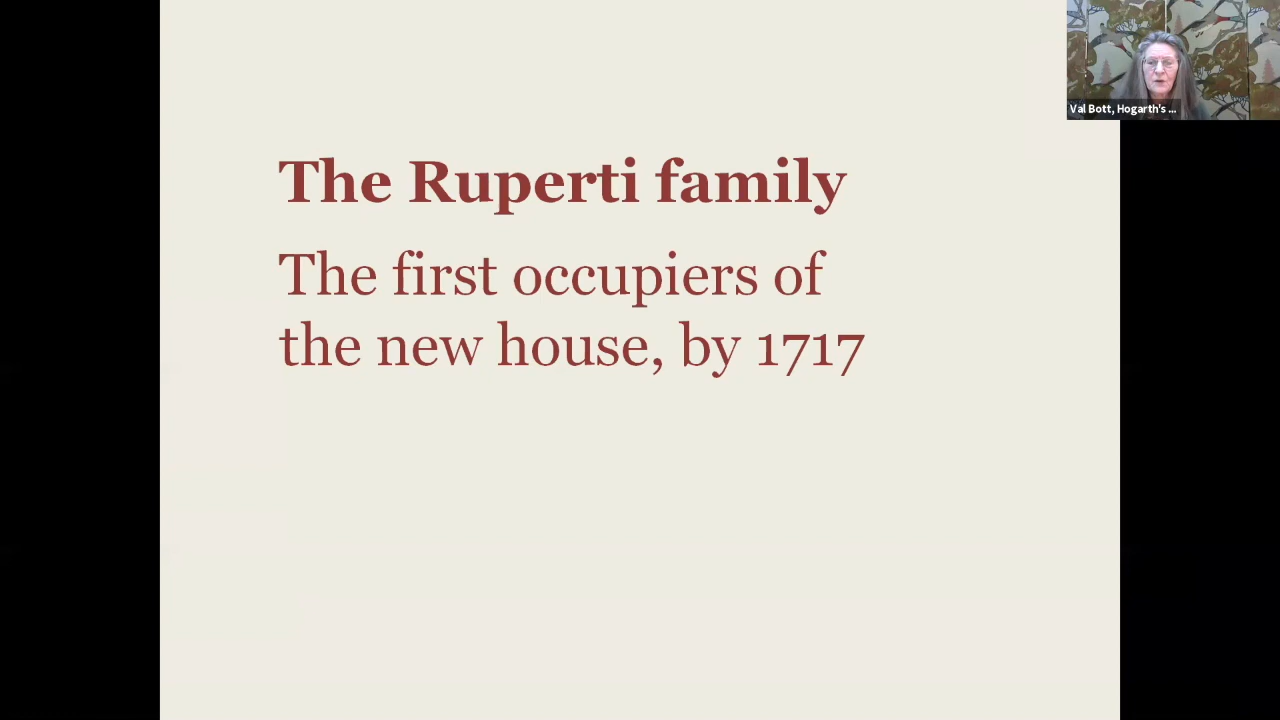 The Ruperti family
The first occupiers of
the new house, by 1717
Val Bott, Hogarth's ...